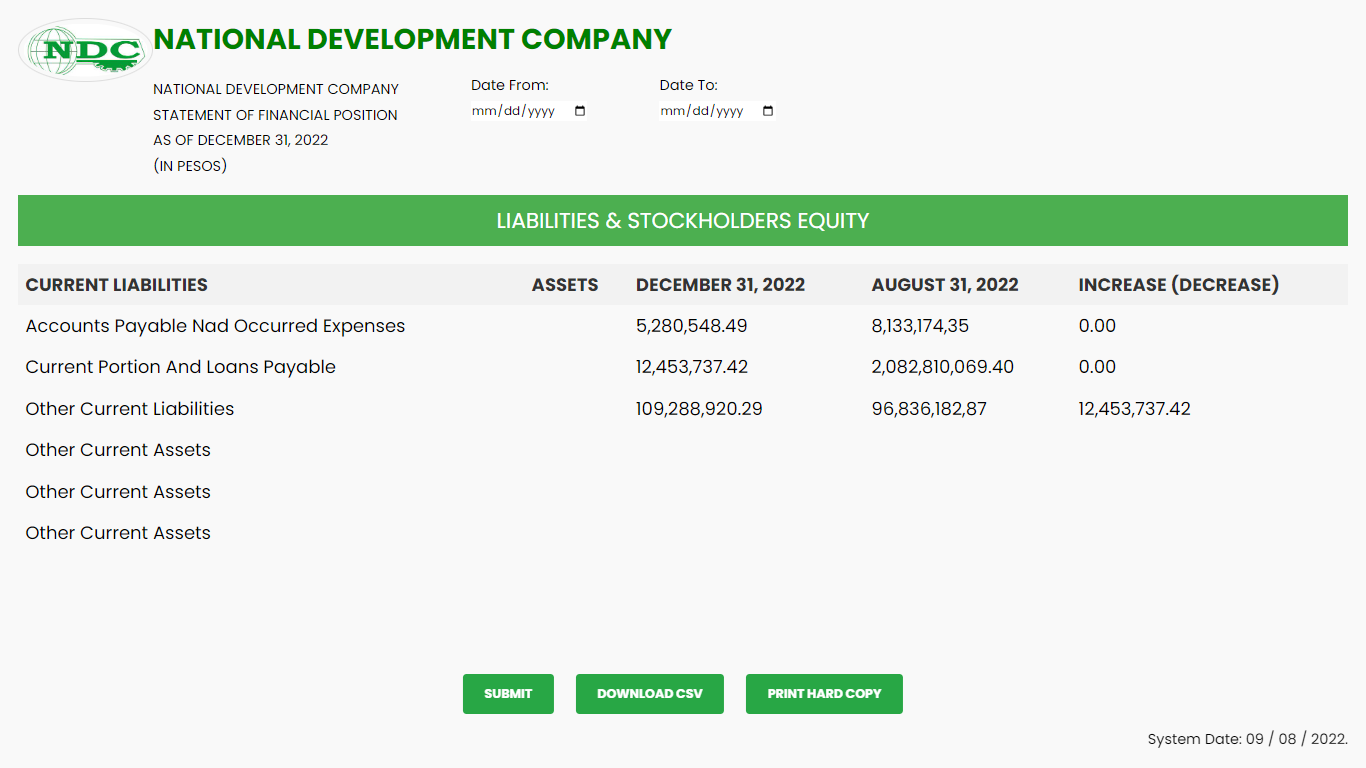 NDC
NATIONAL DEVELOPMENT COMPANY
NATIONAL DEVELOPMENT COMPANY
STATEMENT OF FINANCIAL POSITION
AS OF DECEMBER 31, 2022
(IN PESOS)
Date From: Date To:
mm/dd/yyyy mm/dd/yyyy
LIABILITIES & STOCKHOLDERS EQUITY
CURRENT LIABILITIES ASSETS DECEMBER 31, 2022 AUGUST 31, 2022 INCREASE (DECREASE)
Accounts Payable Nad Occurred Expenses 5,280,548.49 8,133,174,35 0.00
Current Portion And Loans Payable 12,453,737.42 2,082,810,069.40 0.00
Other Current Liabilities 109,288,920.29 96,836,182,87 12,453,737.42
Other Current Assets
Other Current Assets
Other Current Assets
SUBMIT DOWNLOAD CSV PRINT HARD COPY
System Date: 09 / 08 / 2022.